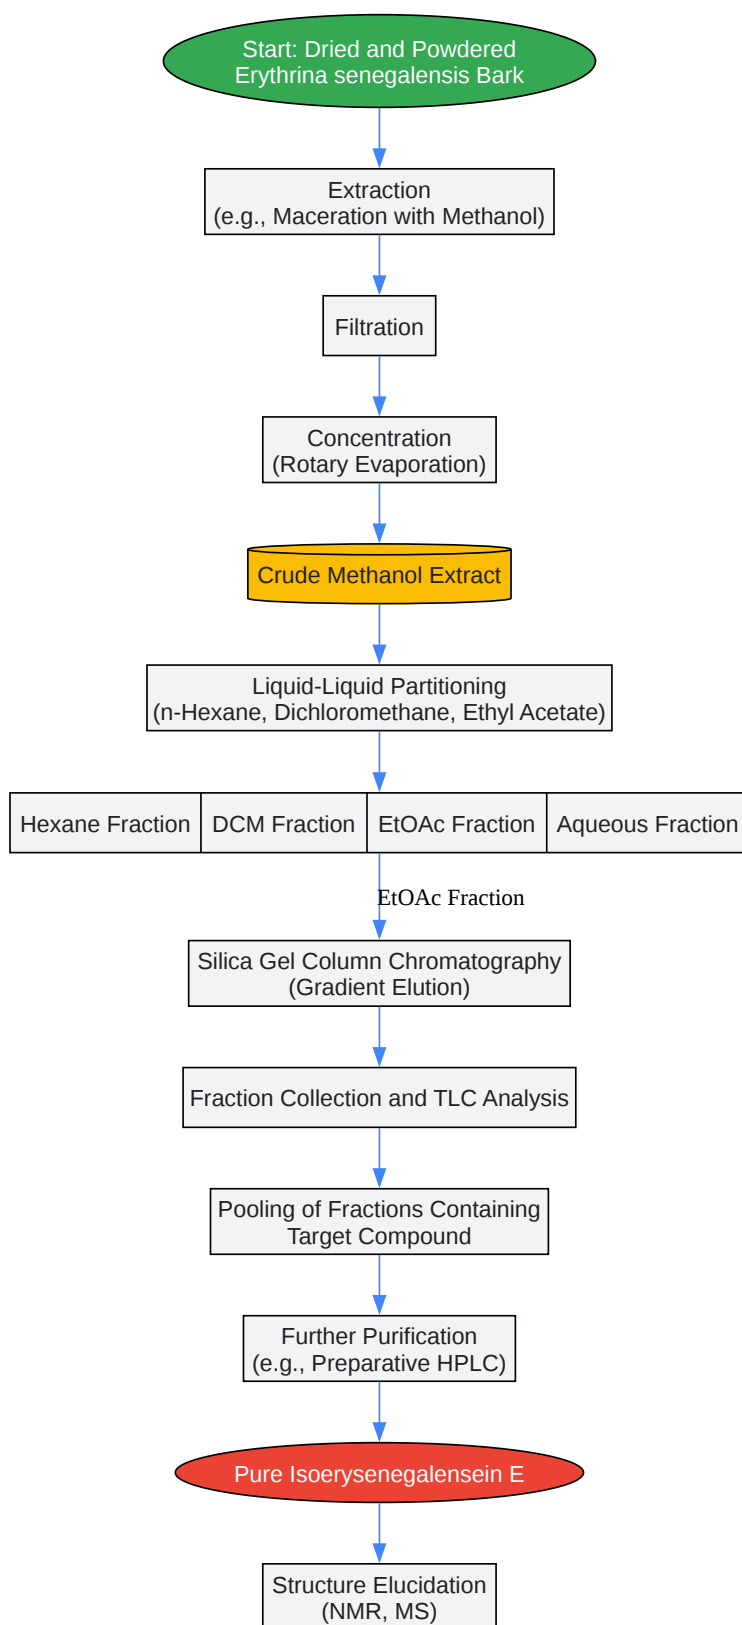 Start: Dried and Powdered
Erythrina senegalensis Bark
Extraction
(e.g., Maceration with Methanol)
Filtration
Concentration
(Rotary Evaporation)
Crude Methanol Extract
Liquid-Liquid Partitioning
(n-Hexane, Dichloromethane, Ethyl Acetate)
Hexane Fraction
DCM Fraction
EtOAc Fraction
Aqueous Fraction
EtOAc Fraction
Silica Gel Column Chromatography
(Gradient Elution)
Fraction Collection and TLC Analysis
Pooling of Fractions Containing
Target Compound
Further Purification
(e.g., Preparative HPLC)
Pure Isoerysenegalensein E
Structure Elucidation
(NMR, MS)